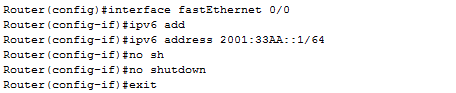 Router(config)#interface fastEthernet 0/0
Router(config-if)#ipv6 add
Router(config-if)#ipv6 address 2001:33AA::1/64
Router(config-if)#no sh
Router(config-if)#no shutdown
Router(config-if)#exit